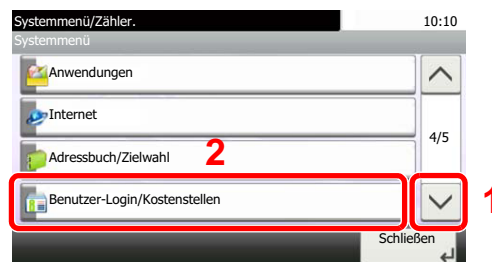 Systemmenü/Zähler.
10:10
Systemmenü
Anwendungen
Internet
4/5
Adressbuch/Zielwahl
2
Benutzer-Login/Kostenstellen
1
Schließen